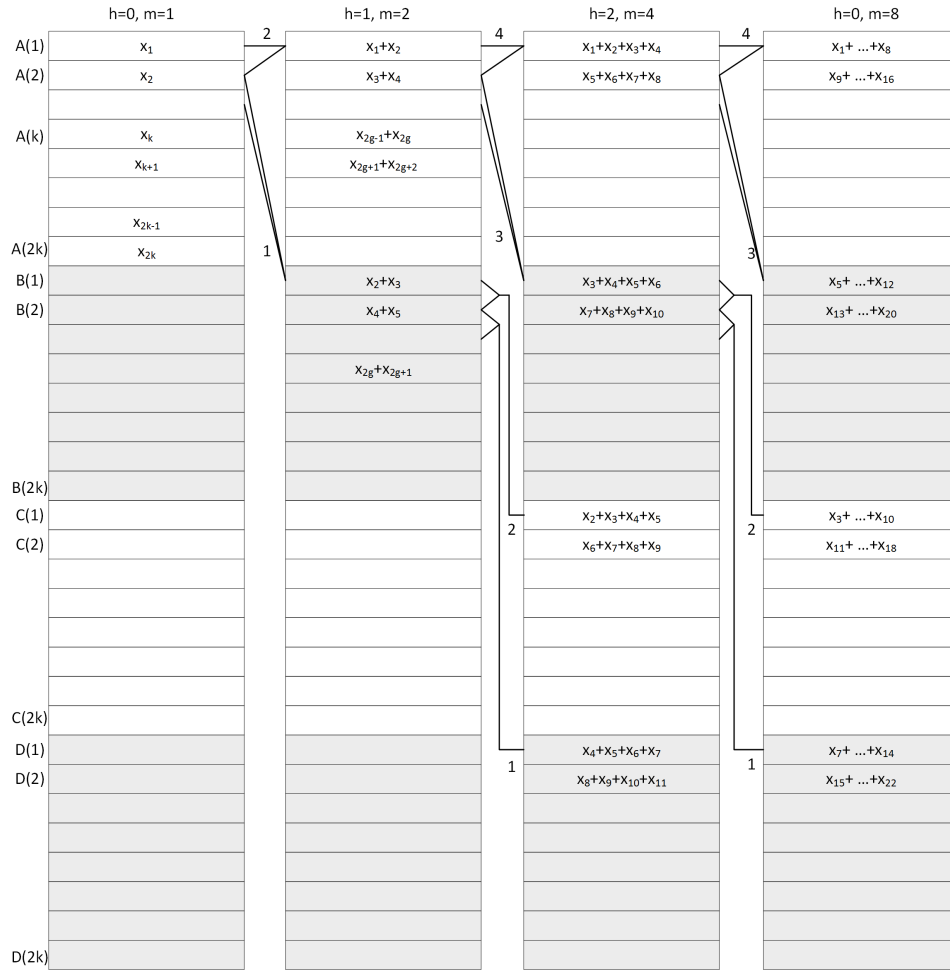 h=0, m=1 h=1, m=2 h=2, m=4 h=0, m=8
2 4 4
A(1) x₁ x₁+x₂ x₁+x₂+x₃+x₄ x₁+ ...+x₈
A(2) x₂ x₃+x₄ x₅+x₆+x₇+x₈ x₉+ ...+x₁₆
A(k) xₖ x₂g₋₁+x₂g
xₖ₊₁ x₂g₊₁+x₂g₊₂
x₂ₖ₋₁
3
A(2k) x₂ₖ 1 3
B(1) x₂+x₃ x₃+x₄+x₅+x₆ x₅+ ...+x₁₂
B(2) x₄+x₅ x₇+x₈+x₉+x₁₀ x₁₃+ ...+x₂₀
x₂g+x₂g₊₁
B(2k)
C(1) x₂+x₃+x₄+x₅ x₃+ ...+x₁₀
2 2
C(2) x₆+x₇+x₈+x₉ x₁₁+ ...+x₁₈
C(2k)
D(1) x₄+x₅+x₆+x₇ x₇+ ...+x₁₄
1 1
D(2) x₈+x₉+x₁₀+x₁₁ x₁₅+ ...+x₂₂
D(2k)